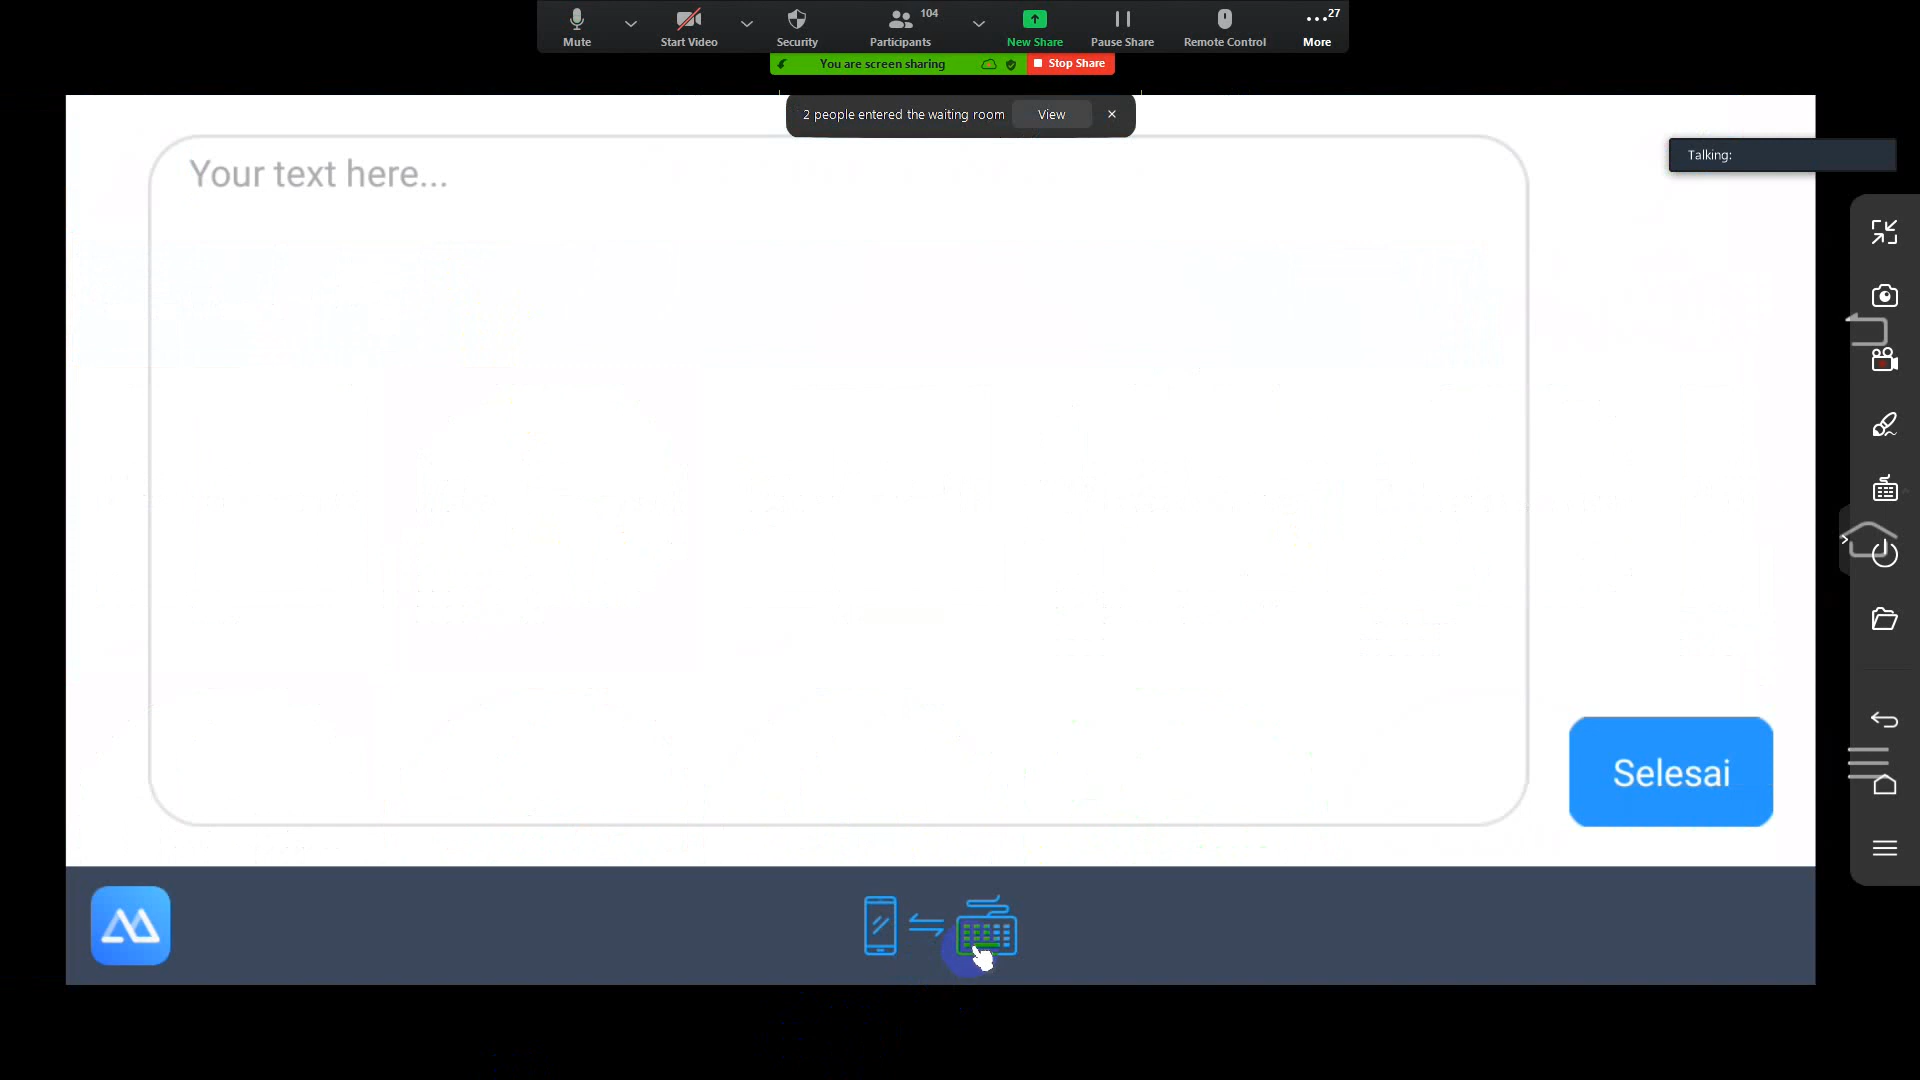 104
27
Mute
Start Video
Security
Participants
New Share
Pause Share
Remote Control
More
You are screen sharing
Stop Share
2 people entered the waiting room
View
Talking:
Your text here...
Selesai